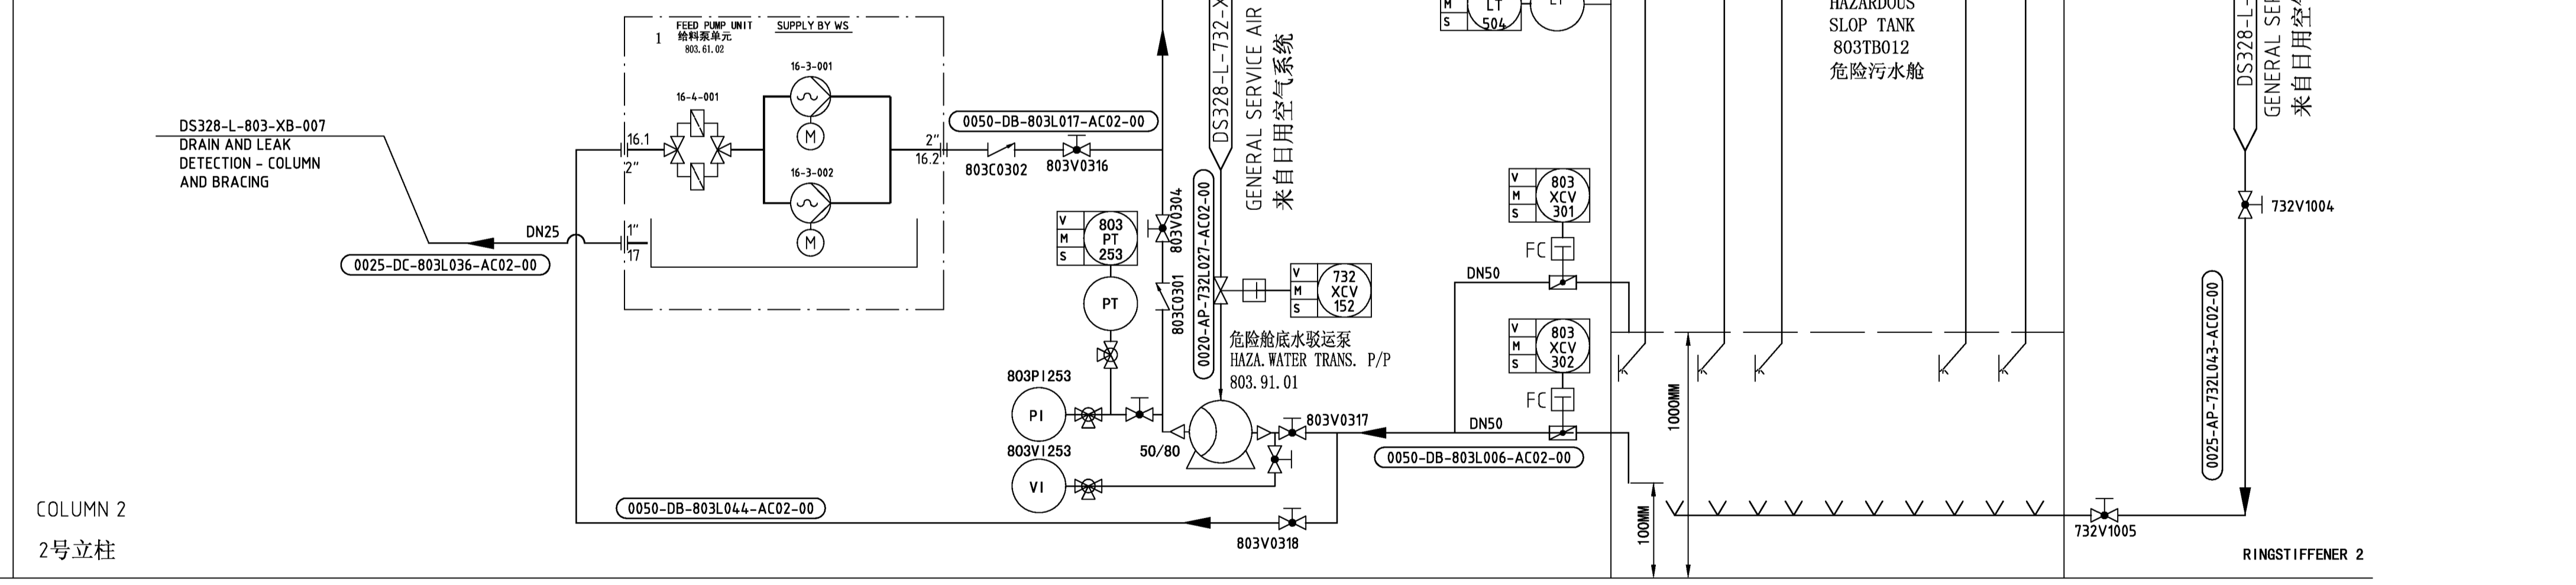 FEED PUMP UNIT
给料泵单元
803.61.02
1
SUPPLY BY WS
16-3-001
16-4-001
M
16-3-002
M
16.1
2"
2"
16.2
1"
17
DS328-L-803-XB-007
DRAIN AND LEAK
DETECTION - COLUMN
AND BRACING
DN25
0025-DC-803L036-AC02-00
0050-DB-803L017-AC02-00
803C0302
803V0316
803V0304
803C0301
V
M
S
803
PT
253
PT
803PI253
PI
803VI253
VI
50/80
DS328-L-732-X
GENERAL SERVICE AIR
来自日用空气系统
0020-AP-732L027-AC02-00
V
M
S
732
XCV
152
危险舱底水驳运泵
HAZA.WATER TRANS. P/P
803.91.01
803V0317
0050-DB-803L006-AC02-00
803V0318
0050-DB-803L044-AC02-00
M
S
LT
504
V
M
S
803
XCV
301
FC
DN50
V
M
S
803
XCV
302
FC
DN50
HAZARDOUS
SLOP TANK
803TB012
危险污水舱
1000MM
100MM
DS328-L-
GENERAL SER
来自日用空
732V1004
0025-AP-732L043-AC02-00
732V1005
RINGSTIFFENER 2
COLUMN 2
2号立柱